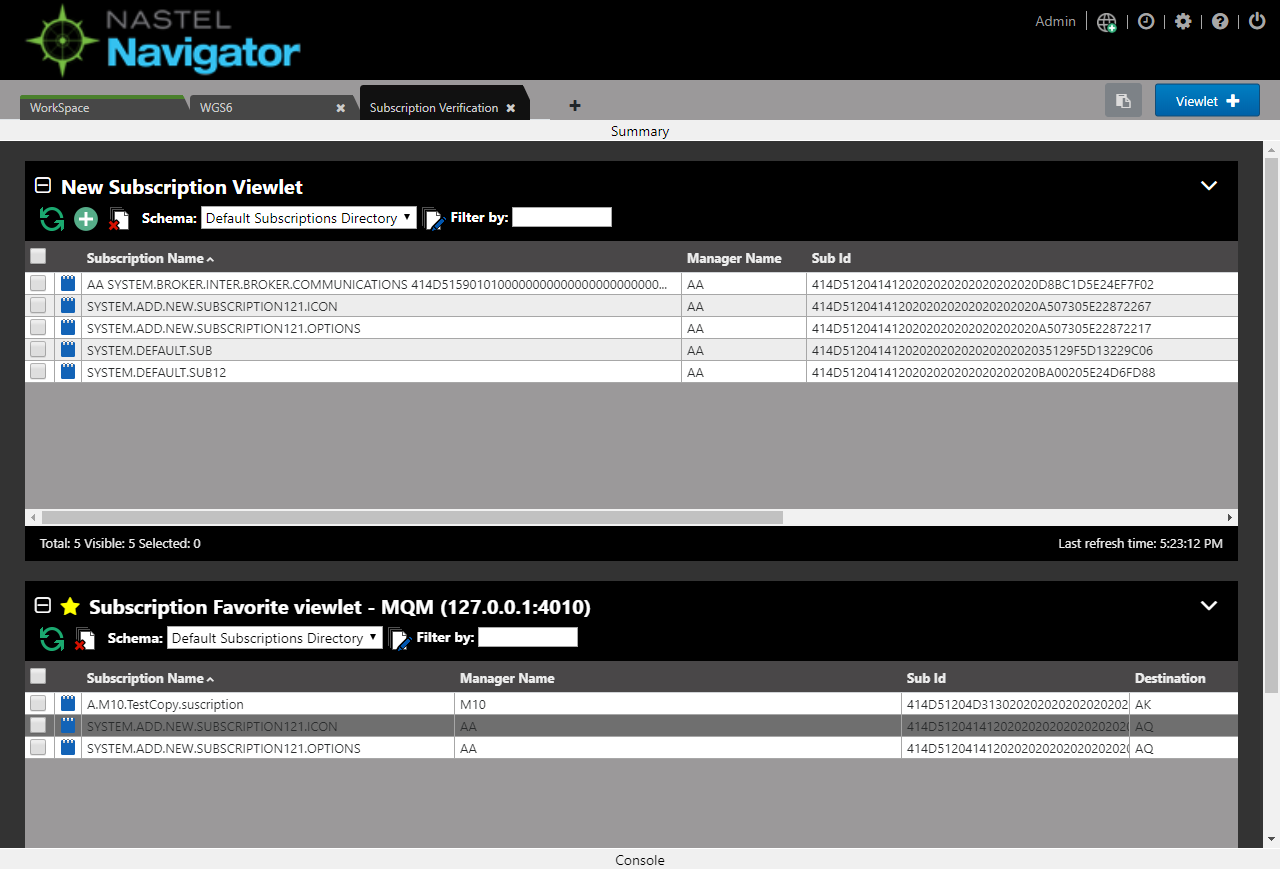 NASTEL
Navigator
Admin
WorkSpace WGS6 Subscription Verification Viewlet
Summary
New Subscription Viewlet
Schema: Default Subscriptions Directory Filter by:
Subscription Name Manager Name Sub Id
AA SYSTEM.BROKER.INTER.BROKER.COMMUNICATIONS 414D51590101000000000000000000000000... AA 414D5120414120202020202020202020D8BC1D5E24EF7F02
SYSTEM.ADD.NEW.SUBSCRIPTION121.ICON AA 414D5120414120202020202020202020A507305E22872267
SYSTEM.ADD.NEW.SUBSCRIPTION121.OPTIONS AA 414D5120414120202020202020202020A507305E22872217
SYSTEM.DEFAULT.SUB AA 414D512041412020202020202020202035129F5D13229C06
SYSTEM.DEFAULT.SUB12 AA 414D5120414120202020202020202020BA00205E24D6FD88
Total: 5 Visible: 5 Selected: 0 Last refresh time: 5:23:12 PM
Subscription Favorite viewlet - MQM (127.0.0.1:4010)
Schema: Default Subscriptions Directory Filter by:
Subscription Name Manager Name Sub Id Destination
A.M10.TestCopy.suscription M10 414D51204D3130202020202020202020 AK
SYSTEM.ADD.NEW.SUBSCRIPTION121.ICON AA 414D5120414120202020202020202020 AQ
SYSTEM.ADD.NEW.SUBSCRIPTION121.OPTIONS AA 414D5120414120202020202020202020 AQ
Console